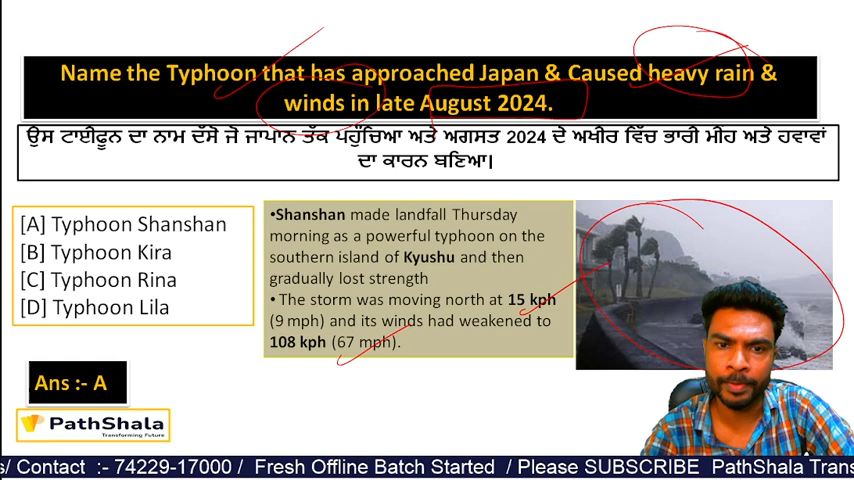 Name the Typhoon that has approached Japan & Caused heavy rain &
winds in late August 2024.
ਉਸ ਟਾਈਫੂਨ ਦਾ ਨਾਮ ਦੱਸੋ ਜੋ ਜਾਪਾਨ ਤੱਕ ਪਹੁੰਚਿਆ ਅਤੇ ਅਗਸਤ 2024 ਦੇ ਅਖੀਰ ਵਿੱਚ ਭਾਰੀ ਮੀਂਹ ਅਤੇ ਹਵਾਵਾਂ
ਦਾ ਕਾਰਨ ਬਣਿਆ।
[A] Typhoon Shanshan
[B] Typhoon Kira
[C] Typhoon Rina
[D] Typhoon Lila
•Shanshan made landfall Thursday
morning as a powerful typhoon on the
southern island of Kyushu and then
gradually lost strength
• The storm was moving north at 15 kph
(9 mph) and its winds had weakened to
108 kph (67 mph).
Ans :- A
PathShala
Transforming Future
s/ Contact :- 74229-17000 / Fresh Offline Batch Started / Please SUBSCRIBE PathShala Trans